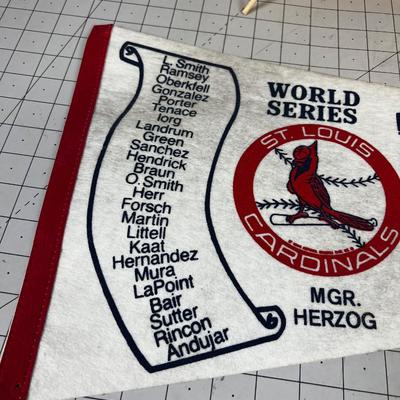 L. Smith
Ramsey
Oberkfell
Gonzalez
Porter
Tenace
Iorg
Landrum
Green
Sanchez
Hendrick
Braun
O. Smith
Herr
Forsch
Martin
Littell
Kaat
Hernandez
Mura
LaPoint
Bair
Sutter
Rincon
Andujar
WORLD
SERIES
ST. LOUIS
CARDINALS
MGR.
HERZOG